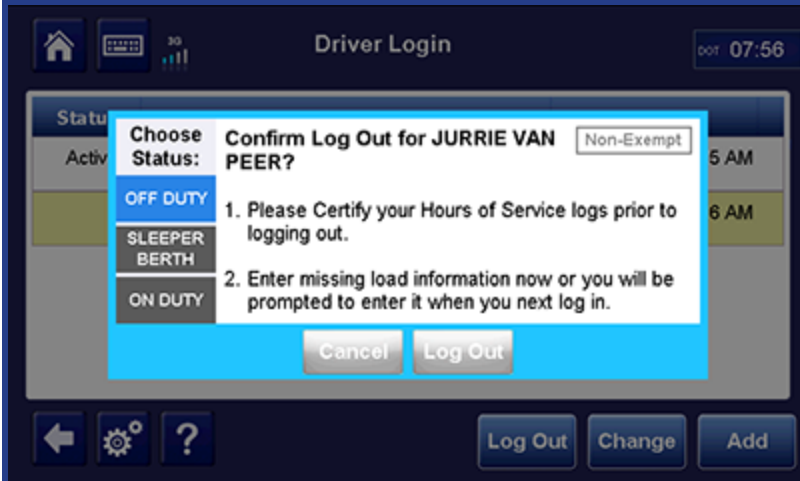 3G
Driver Login
DOT 07:56
Statu
Choose
Status:
Confirm Log Out for JURRIE VAN
PEER?
Non-Exempt
Activ
5 AM
OFF DUTY
1. Please Certify your Hours of Service logs prior to
logging out.
6 AM
SLEEPER
BERTH
2. Enter missing load information now or you will be
prompted to enter it when you next log in.
ON DUTY
Cancel
Log Out
?
Log Out
Change
Add